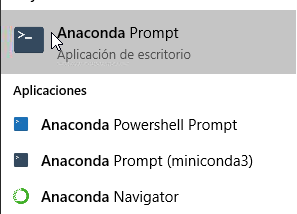 Anaconda Prompt
Aplicación de escritorio
Aplicaciones
Anaconda Powershell Prompt
Anaconda Prompt (miniconda3)
Anaconda Navigator